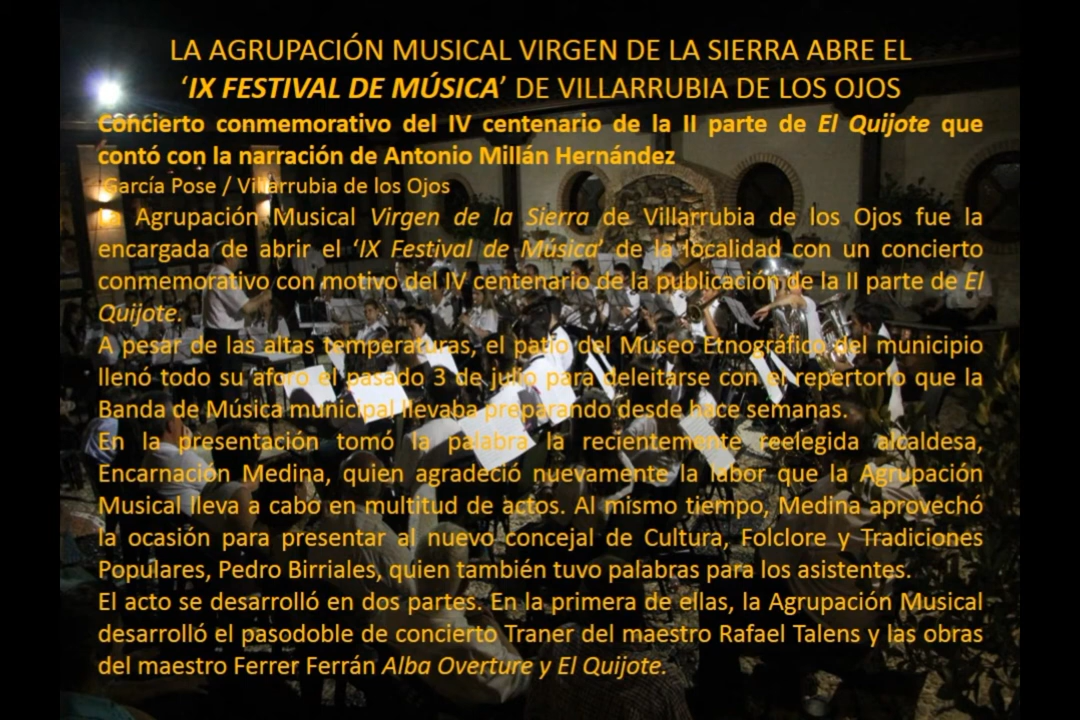 LA AGRUPACIÓN MUSICAL VIRGEN DE LA SIERRA ABRE EL
‘IX FESTIVAL DE MÚSICA’ DE VILLARRUBIA DE LOS OJOS
Concierto conmemorativo del IV centenario de la II parte de El Quijote que
contó con la narración de Antonio Millán Hernández
García Pose / Villarrubia de los Ojos
La Agrupación Musical Virgen de la Sierra de Villarrubia de los Ojos fue la
encargada de abrir el ‘IX Festival de Música’ de la localidad con un concierto
conmemorativo con motivo del IV centenario de la publicación de la II parte de El
Quijote.
A pesar de las altas temperaturas, el patio del Museo Etnográfico del municipio
llenó todo su aforo el pasado 3 de julio para deleitarse con el repertorio que la
Banda de Música municipal llevaba preparando desde hace semanas.
En la presentación tomó la palabra la recientemente reelegida alcaldesa,
Encarnación Medina, quien agradeció nuevamente la labor que la Agrupación
Musical lleva a cabo en multitud de actos. Al mismo tiempo, Medina aprovechó
la ocasión para presentar al nuevo concejal de Cultura, Folclore y Tradiciones
Populares, Pedro Birriales, quien también tuvo palabras para los asistentes.
El acto se desarrolló en dos partes. En la primera de ellas, la Agrupación Musical
desarrolló el pasodoble de concierto Traner del maestro Rafael Talens y las obras
del maestro Ferrer Ferrán Alba Overture y El Quijote.